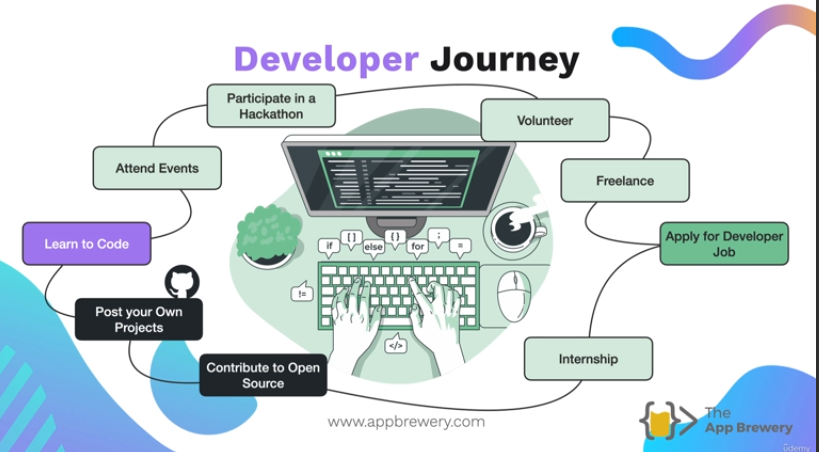 Developer Journey
Participate in a
Hackathon
Volunteer
Attend Events
Freelance
Learn to Code
Apply for Developer
Job
Post your Own
Projects
Contribute to Open
Source
Internship
if
[ ]
else
{ }
for
;
=
!=
</>
www.appbrewery.com
The
App Brewery
ûdemy